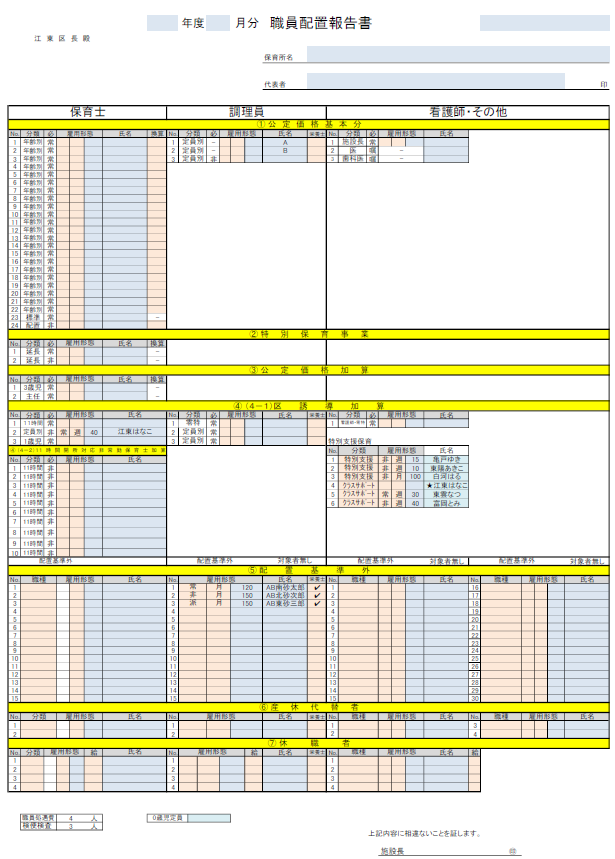 年度 月分 職員配置報告書
江 東 区 長 殿
保育所名
代表者 印
保育士 調理員 看護師・その他
①公定価格基本分
No. 分類 必 雇用形態 氏名 換算 No. 分類 必 雇用形態 氏名 栄養士 No. 分類 必 雇用形態 氏名
1 年齢別 常 1 定員別 － A 1 施設長 常
2 年齢別 常 2 定員別 － B 2 医 嘱 －
3 年齢別 常 3 定員別 非 3 歯科医 嘱 －
4 年齢別 常
5 年齢別 常
6 年齢別 常
7 年齢別 常
8 年齢別 常
9 年齢別 常
10 年齢別 常
11 年齢別 常
12 年齢別 常
13 年齢別 常
14 年齢別 常
15 年齢別 常
16 年齢別 常
17 年齢別 常
18 年齢別 常
19 年齢別 常
20 年齢別 常
21 年齢別 常
22 年齢別 常
23 標準 常 －
24 配置 非
②特別保育事業
No. 分類 必 雇用形態 氏名 換算
1 延長 常 －
2 延長 非 －
③公定価格加算
No. 分類 必 雇用形態 氏名 換算
1 3歳児 常
2 主任 常 －
④(4－1)区誘導加算
No. 分類 必 雇用形態 氏名 No. 分類 必 雇用形態 氏名 栄養士 No. 分類 必 雇用形態 氏名
1 11時間 常 1 零特 常 1 看護師・零特 常
2 定員別 非 常 週 40 江東はなこ 2 定員別 常
3 1歳児 常 3 定員別 非 特別支援保育
④(4－2)11時間開所対応非常勤保育士加算 No. 分類 雇用形態 氏名
No. 分類 必 雇用形態 氏名 1 特別支援 非 週 15 亀戸ゆき
1 11時間 非 2 特別支援 非 週 10 東陽あきこ
2 11時間 非 3 特別支援 非 月 100 白河はる
3 11時間 非 4 クラスサポート ★江東はなこ
4 11時間 非 5 クラスサポート 常 週 30 東雲なつ
5 11時間 非 6 クラスサポート 非 週 40 富岡とみ
6 11時間 非
7 11時間 非
8 11時間 非
9 11時間 非
10 11時間 非
配置基準外 配置基準外 対象者無し 配置基準外 対象者無し 配置基準外 対象者無し
⑤配置基準外
No. 職種 雇用形態 氏名 No. 雇用形態 氏名 栄養士 No. 職種 雇用形態 氏名 No. 職種 雇用形態 氏名
1 1 常 月 120 AB南砂太郎 ✔ 1 16
2 2 非 月 150 AB北砂次郎 ✔ 2 17
3 3 派 月 150 AB東砂三郎 ✔ 3 18
4 4 4 19
5 5 5 20
6 6 6 21
7 7 7 22
8 8 8 23
9 9 9 24
10 10 10 25
11 11 11 26
12 12 12 27
13 13 13 28
14 14 14 29
15 15 15 30
⑥産休代替者
No. 分類 雇用形態 氏名 No. 雇用形態 氏名 栄養士 No. 職種 雇用形態 氏名 No. 職種 雇用形態 氏名
1 1 1 3
2 2 2 4
⑦休職者
No. 分類 雇用形態 給 氏名 No. 雇用形態 給 氏名 栄養士 No. 職種 雇用形態 氏名 給
1 1 1
2 2 2
3 3 3
4 4 4
職員処遇費 4 人 0歳児定員
検便検査 3 人
上記内容に相違ないことを証します。
施設長 ㊞